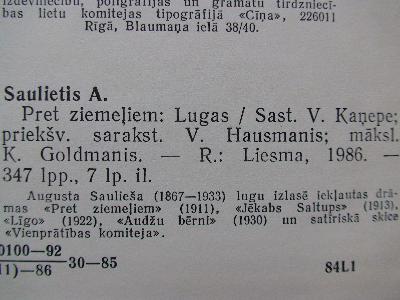 izdevniecību, poligrāfijas un grāmatu tirdzniecī-
bas lietu komitejas tipogrāfijā «Cīņa», 226011
Rīgā, Blaumaņa ielā 38/40.
Saulietis A.
Pret ziemeļiem: Lugas / Sast. V. Kaņepe;
priekšv. sarakst. V. Hausmanis; māksl.
K. Goldmanis. — R.: Liesma, 1986. —
347 lpp., 7 lp. il.
Augusta Saulieša (1867—1933) lugu izlasē iekļautas drā-
mas «Pret ziemeļiem» (1911), «Jēkabs Saltups» (1913),
«Līgo» (1922), «Audžu bērni» (1930) un satīriskā skice
«Vienprātības komiteja».
0100—92
11)—86 30—85
84L1